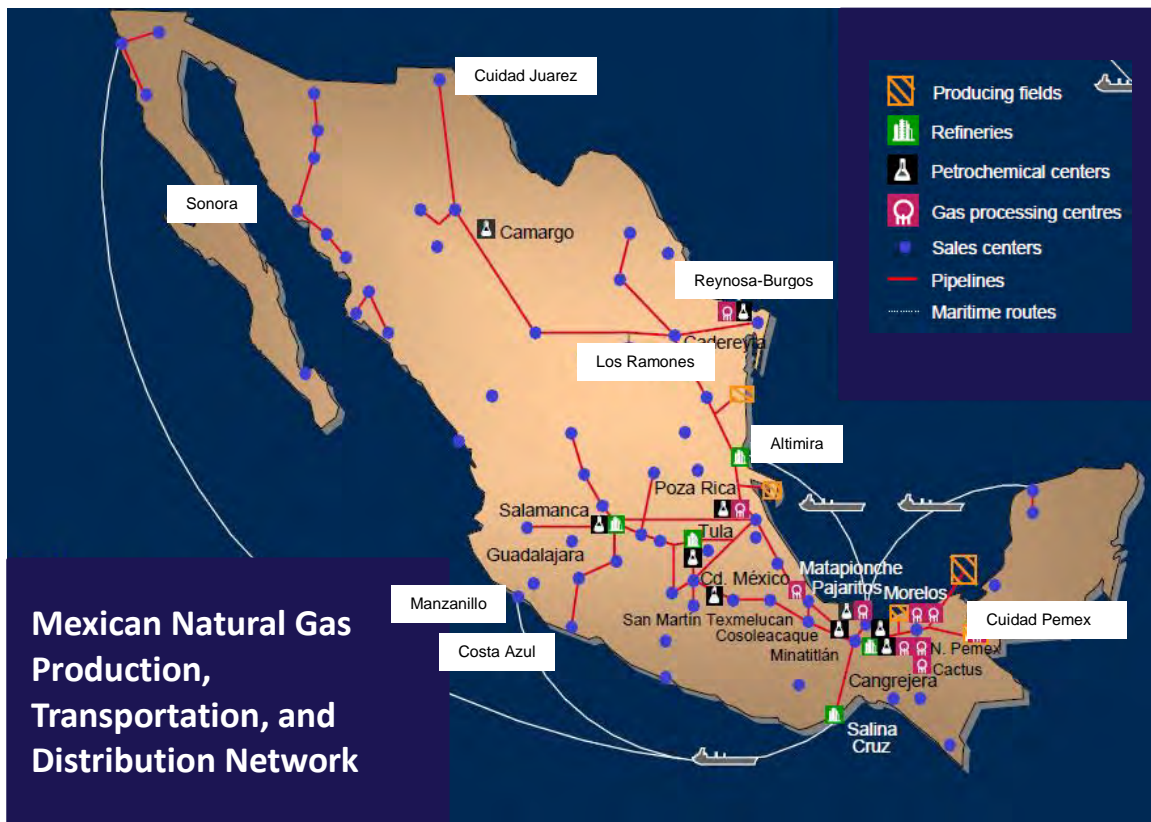 Cuidad Juarez
Producing fields
Refineries
Petrochemical centers
Gas processing centres
Sales centers
Pipelines
Maritime routes
Sonora
Camargo
Reynosa-Burgos
Cadereyta
Los Ramones
Altimira
Poza Rica
Salamanca
Tula
Guadalajara
Cd. México
Matapionche
Pajaritos
Morelos
Manzanillo
San Martín Texmelucan
Cosoleacaque
Cuidad Pemex
Costa Azul
Minatitlán
N. Pemex
Cactus
Cangrejera
Salina
Cruz
Mexican Natural Gas
Production,
Transportation, and
Distribution Network